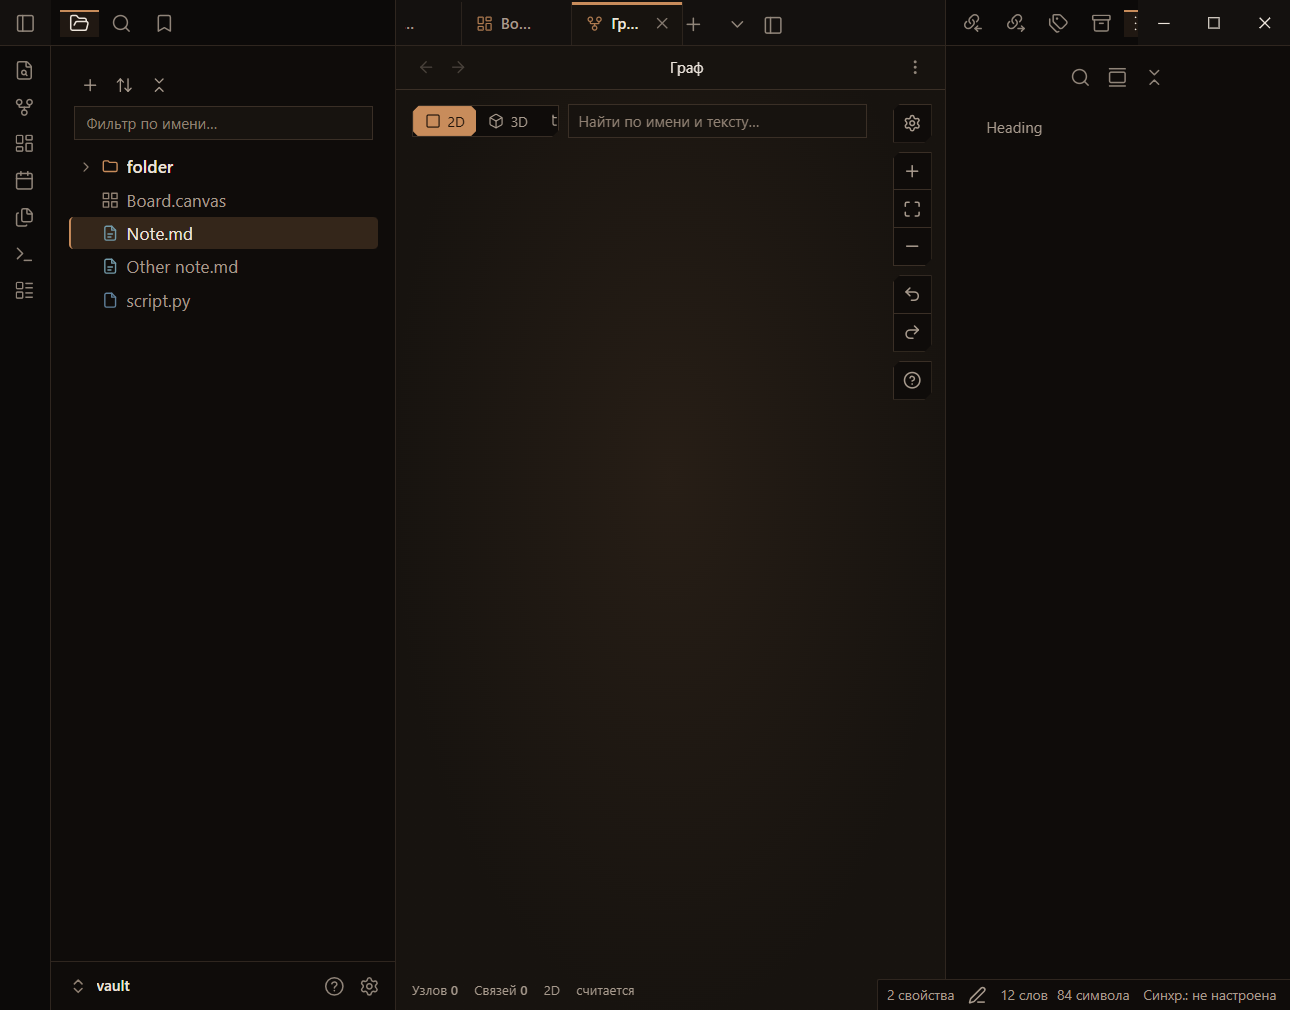 ..
Bo...
Гр...
Граф
Фильтр по имени...
folder
Board.canvas
Note.md
Other note.md
script.py
2D
3D
t
Найти по имени и тексту...
Heading
vault
Узлов 0 Связей 0 2D считается
2 свойства 12 слов 84 символа Синхр.: не настроена